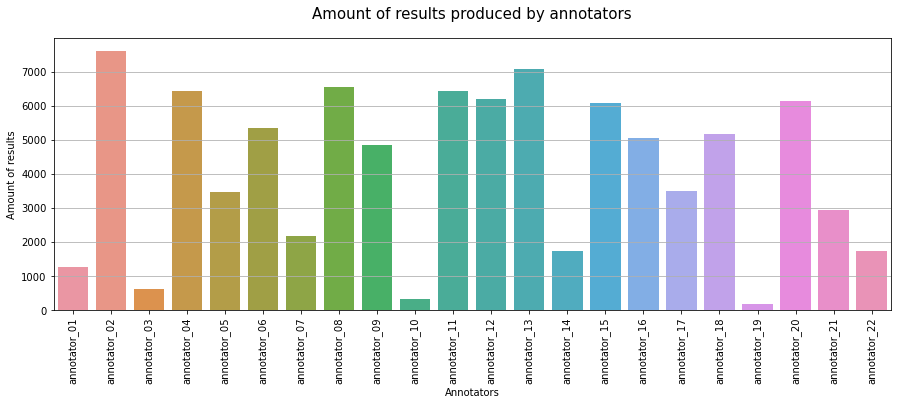 Amount of results produced by annotators
Amount of results
7000
6000
5000
4000
3000
2000
1000
0
annotator_01
annotator_02
annotator_03
annotator_04
annotator_05
annotator_06
annotator_07
annotator_08
annotator_09
annotator_10
annotator_11
annotator_12
annotator_13
annotator_14
annotator_15
annotator_16
annotator_17
annotator_18
annotator_19
annotator_20
annotator_21
annotator_22
Annotators